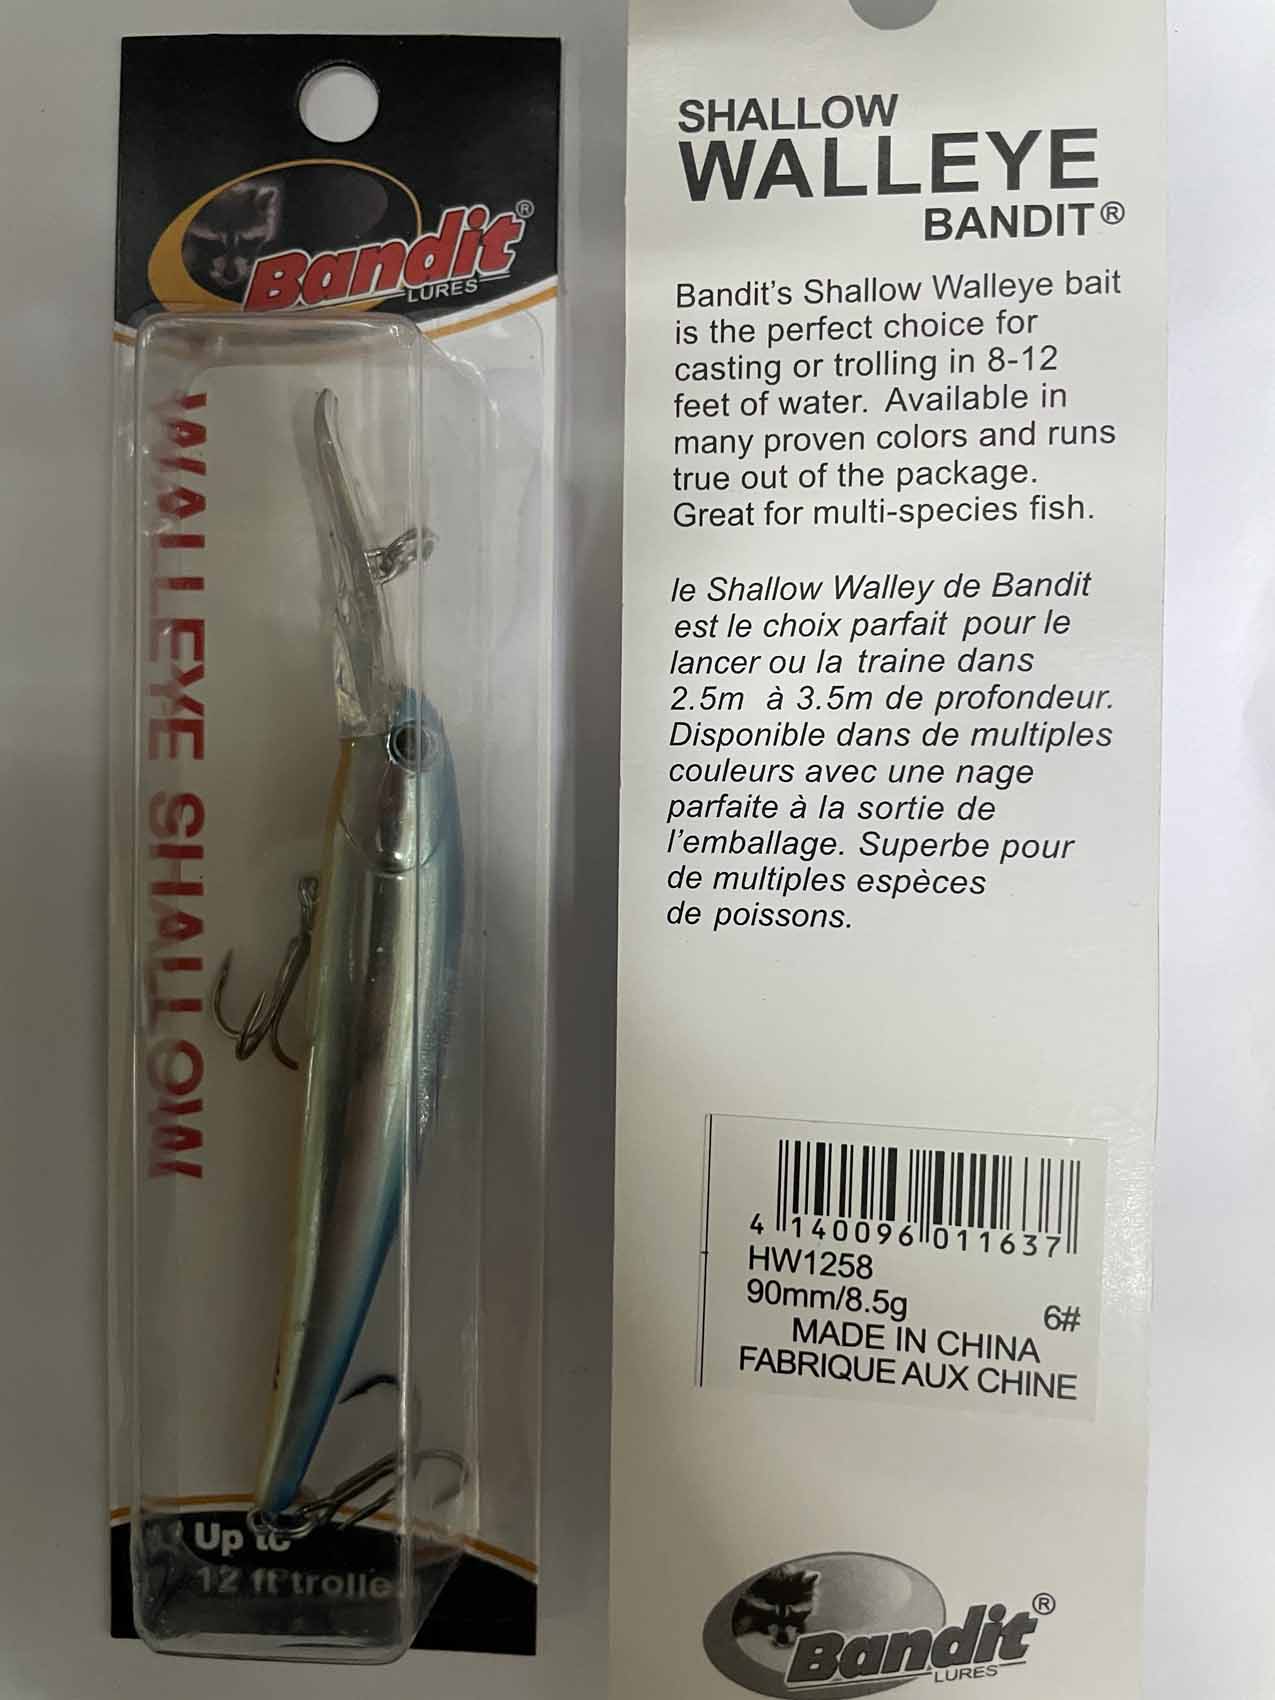 Bandit®
LURES
WALLEYE SHALLOW
Up to
12 ft trolle
SHALLOW
WALLEYE
BANDIT®
Bandit's Shallow Walleye bait
is the perfect choice for
casting or trolling in 8-12
feet of water. Available in
many proven colors and runs
true out of the package.
Great for multi-species fish.
le Shallow Walley de Bandit
est le choix parfait pour le
lancer ou la traine dans
2.5m à 3.5m de profondeur.
Disponible dans de multiples
couleurs avec une nage
parfaite à la sortie de
l'emballage. Superbe pour
de multiples espèces
de poissons.
4 140096 011637
HW1258
90mm/8.5g 6#
MADE IN CHINA
FABRIQUE AUX CHINE
Bandit®
LURES